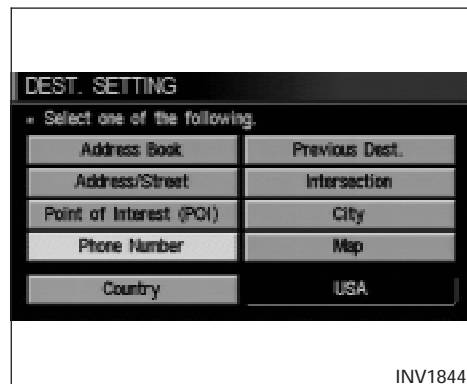 DEST. SETTING
Select one of the following.
Address Book Previous Dest.
Address/Street Intersection
Point of Interest (POI) City
Phone Number Map
Country USA
INV1844